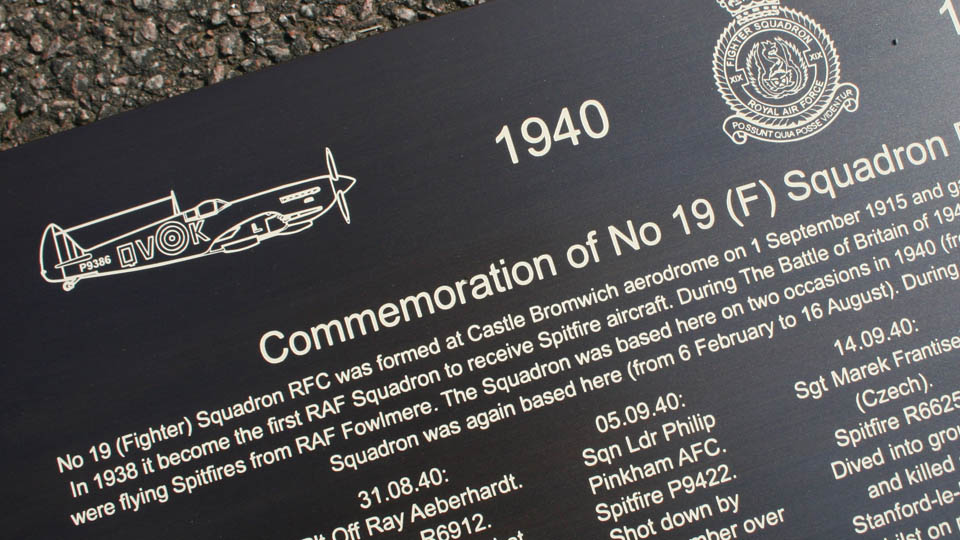 1940
FIGHTER SQUADRON
XIX XIX
ROYAL AIR FORCE
POSSUNT QUIA POSSE VIDENTUR
QV K
P9386
Commemoration of No 19 (F) Squadron
No 19 (Fighter) Squadron RFC was formed at Castle Bromwich aerodrome on 1 September 1915 and
In 1938 it become the first RAF Squadron to receive Spitfire aircraft. During The Battle of Britain of
were flying Spitfires from RAF Fowlmere. The Squadron was based here on two occasions in 1940
Squadron was again based here (from 6 February to 16 August). During
31.08.40:
Off Ray Aeberhardt.
R6912.
05.09.40:
Sqn Ldr Philip
Pinkham AFC.
Spitfire P9422.
Shot down by
over
14.09.40:
Sgt Marek
(Czech).
Spitfire R6625
Dived into
and killed
Stanford-le-
on